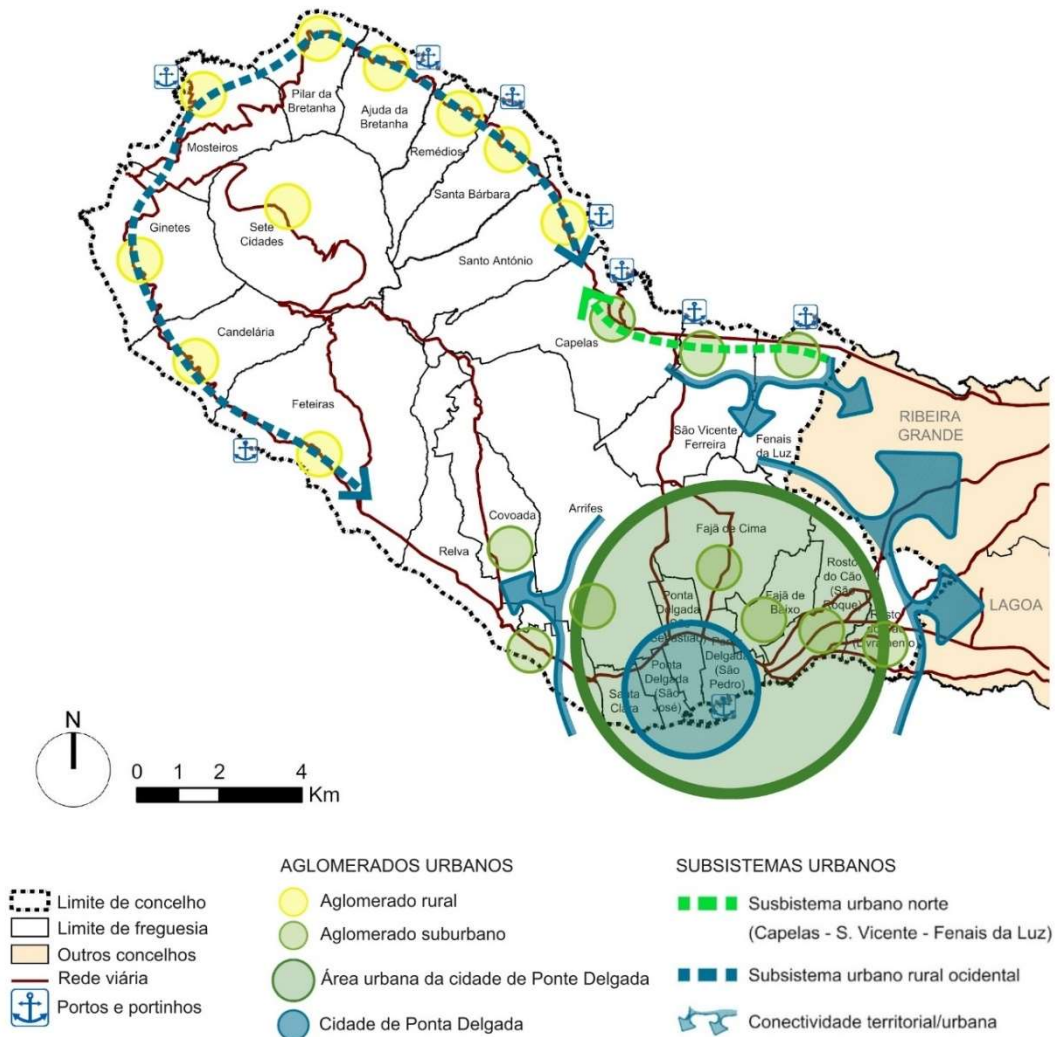 Pilar da
Bretanha
Ajuda da
Bretanha
Mosteiros
Remédios
Santa Bárbara
Ginetes
Sete
Cidades
Santo António
Candelária
Capelas
Feteiras
RIBEIRA
GRANDE
São Vicente
Ferreira
Fenais
da Luz
Arrifes
Covoada
Fajã de Cima
Relva
Rosto
do Cão
(São
Roque)
Fajã de
Baixo
Ponta
Delgada
Sebastião)
LAGOA
Rosto
(Livramento)
Ponta
Delgada
(São
José)
Delgada
(São
Pedro)
Santa
Clara
N
0 1 2 4
Km
Limite de concelho
Limite de freguesia
Outros concelhos
Rede viária
Portos e portinhos
AGLOMERADOS URBANOS
Aglomerado rural
Aglomerado suburbano
Área urbana da cidade de Ponte Delgada
Cidade de Ponta Delgada
SUBSISTEMAS URBANOS
Susbistema urbano norte
(Capelas - S. Vicente - Fenais da Luz)
Subsistema urbano rural ocidental
Conectividade territorial/urbana